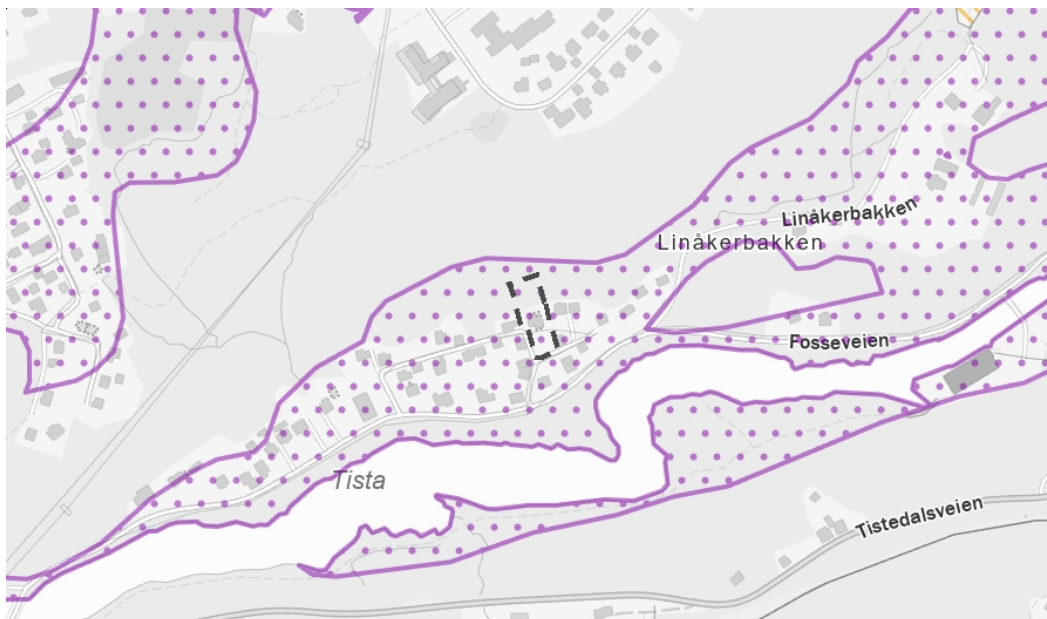 Linåkerbakken
Linåkerbakken
Fosseveien
Tista
Tistedalsveien